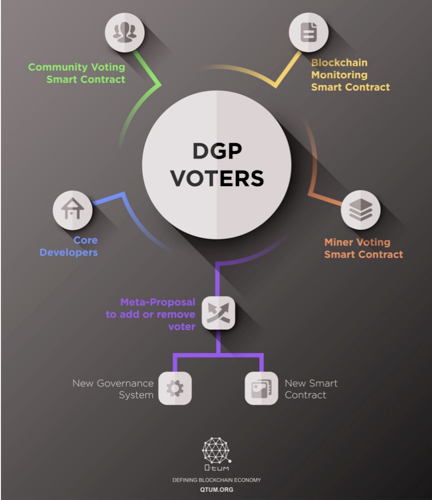 Community Voting
Smart Contract
Blockchain
Monitoring
Smart Contract
DGP
VOTERS
Core
Developers
Miner Voting
Smart Contract
Meta-Proposal
to add or remove
voter
New Governance
System
New Smart
Contract
Qtum
DEFINING BLOCKCHAIN ECONOMY
QTUM.ORG